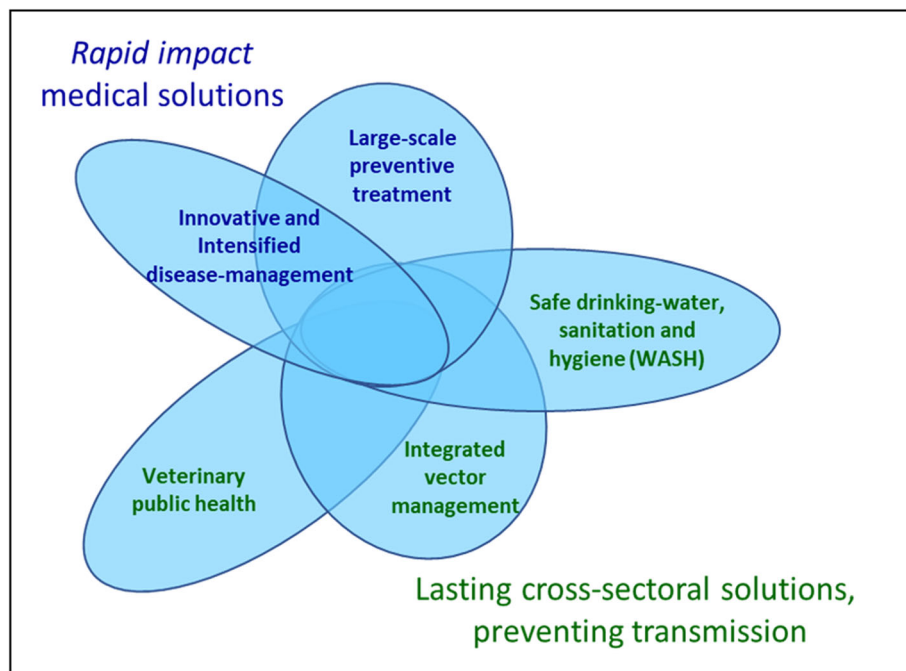 Rapid impact
medical solutions
Large-scale
preventive
treatment
Innovative and
Intensified
disease-management
Safe drinking-water,
sanitation and
hygiene (WASH)
Veterinary
public health
Integrated
vector
management
Lasting cross-sectoral solutions,
preventing transmission